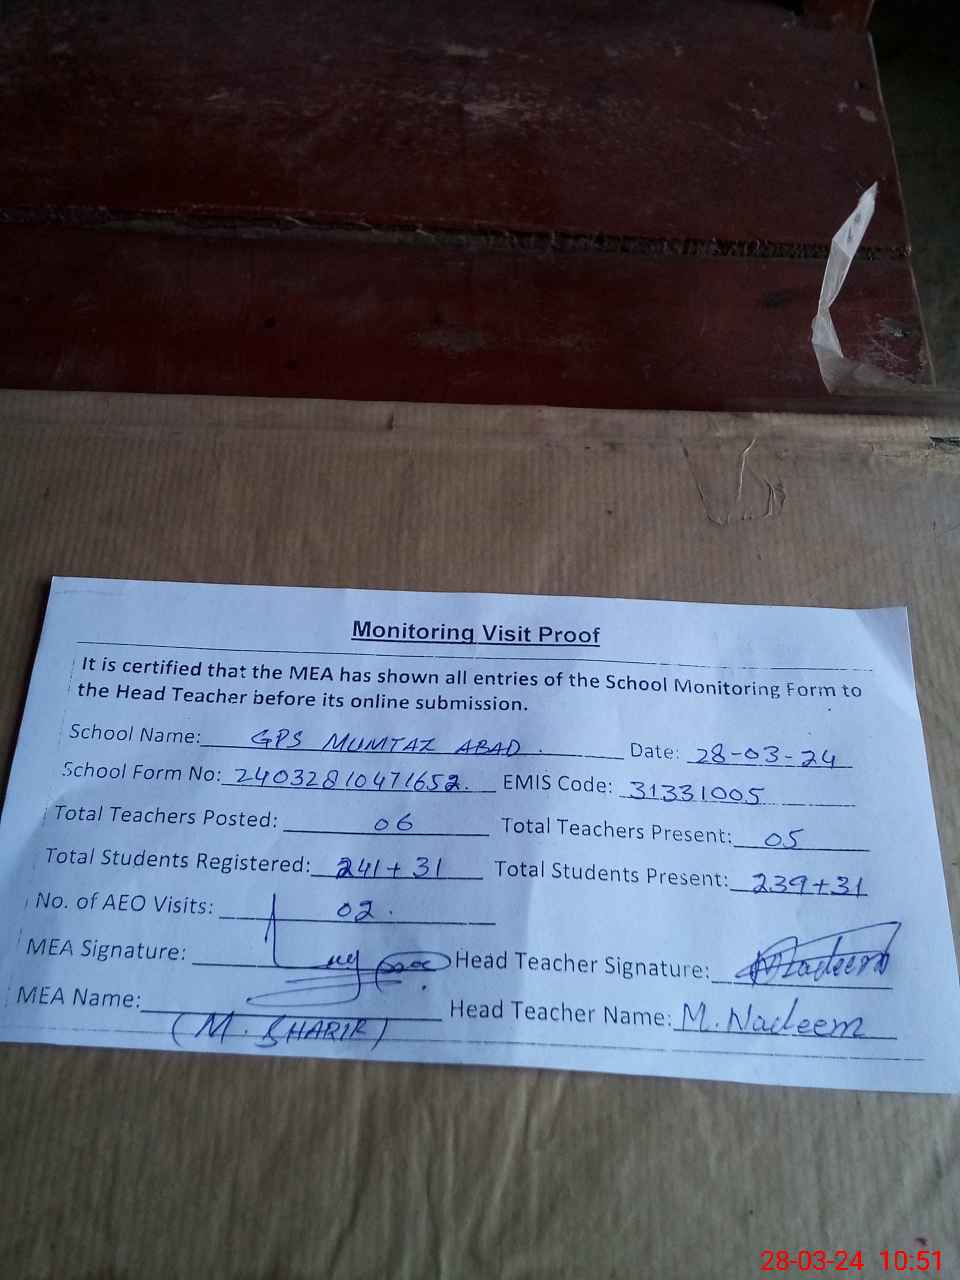 Monitoring Visit Proof
It is certified that the MEA has shown all entries of the School Monitoring Form to
the Head Teacher before its online submission.
School Name: GPS MUMTAZ ABAD. Date: 28-03-24
School Form No: 24032810471652. EMIS Code: 31331005
Total Teachers Posted: 06 Total Teachers Present: 05
Total Students Registered: 241+31 Total Students Present: 239+31
No. of AEO Visits: 02.
MEA Signature: Head Teacher Signature: MNadeem
MEA Name: Head Teacher Name: M. Nadeem
(M. SHARIF)
28-03-24 10:51